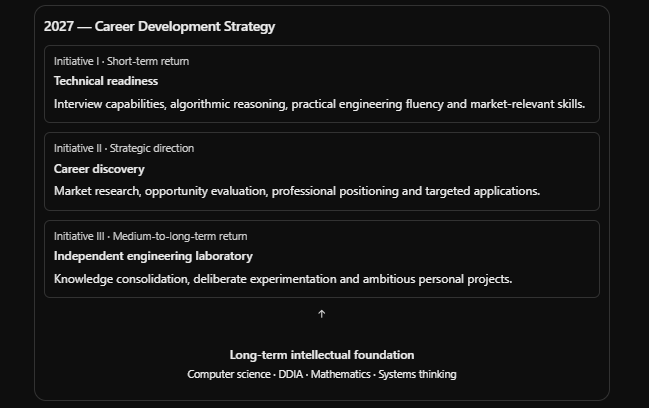 2027 — Career Development Strategy
Initiative I · Short-term return
Technical readiness
Interview capabilities, algorithmic reasoning, practical engineering fluency and market-relevant skills.
Initiative II · Strategic direction
Career discovery
Market research, opportunity evaluation, professional positioning and targeted applications.
Initiative III · Medium-to-long-term return
Independent engineering laboratory
Knowledge consolidation, deliberate experimentation and ambitious personal projects.
↑
Long-term intellectual foundation
Computer science · DDIA · Mathematics · Systems thinking